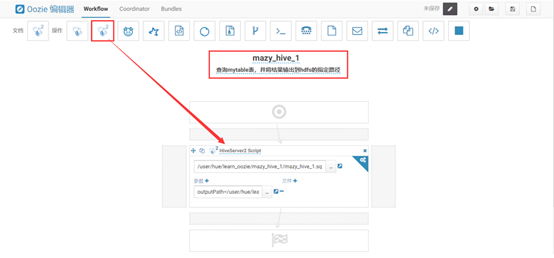 Oozie 编辑器 Workflow Coordinator Bundles 未保存
文档 操作
mazy_hive_1
查询mytable表，并将结果输出到hdfs的指定路径
HiveServer2 Script
/user/hue/learn_oozie/mazy_hive_1/mazy_hive_1.sq ...
参数 + 文件 +
outputPath=/user/hue/lea ...